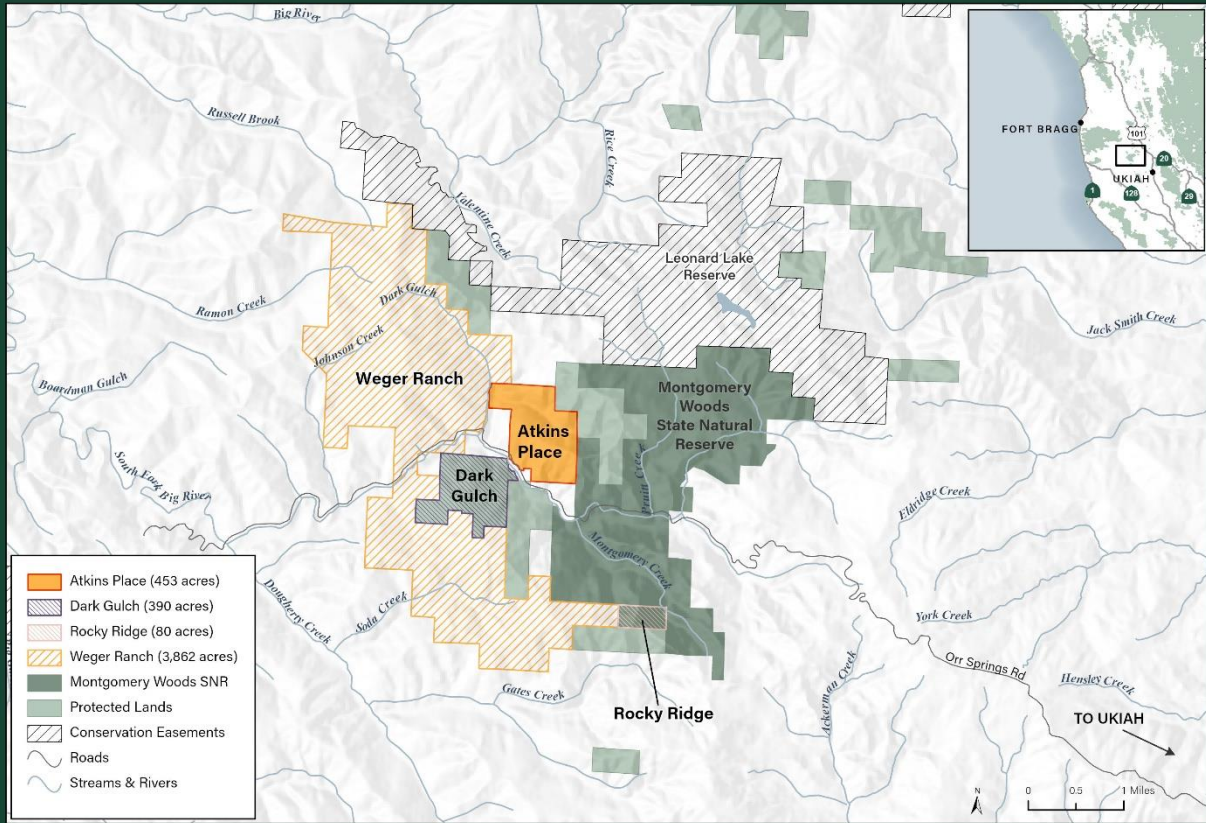 Big River
Russell Brook
Rice Creek
Valentine Creek
FORT BRAGG
101
20
UKIAH
1
128
29
Leonard Lake
Reserve
Dark Gulch
Ramon Creek
Johnson Creek
Jack Smith Creek
Boardman Gulch
Weger Ranch
Montgomery
Woods
State Natural
Reserve
Atkins
Place
South Fork Big River
Dark
Gulch
Eldridge Creek
Montgomery Creek
Atkins Place (453 acres)
Dark Gulch (390 acres)
Rocky Ridge (80 acres)
Weger Ranch (3,862 acres)
Montgomery Woods SNR
Protected Lands
Conservation Easements
Roads
Streams & Rivers
Dougherty Creek
Soda Creek
York Creek
Orr Springs Rd
Hensley Creek
Gates Creek
Ackerman Creek
Rocky Ridge
TO UKIAH
N
0 0.5 1 Miles